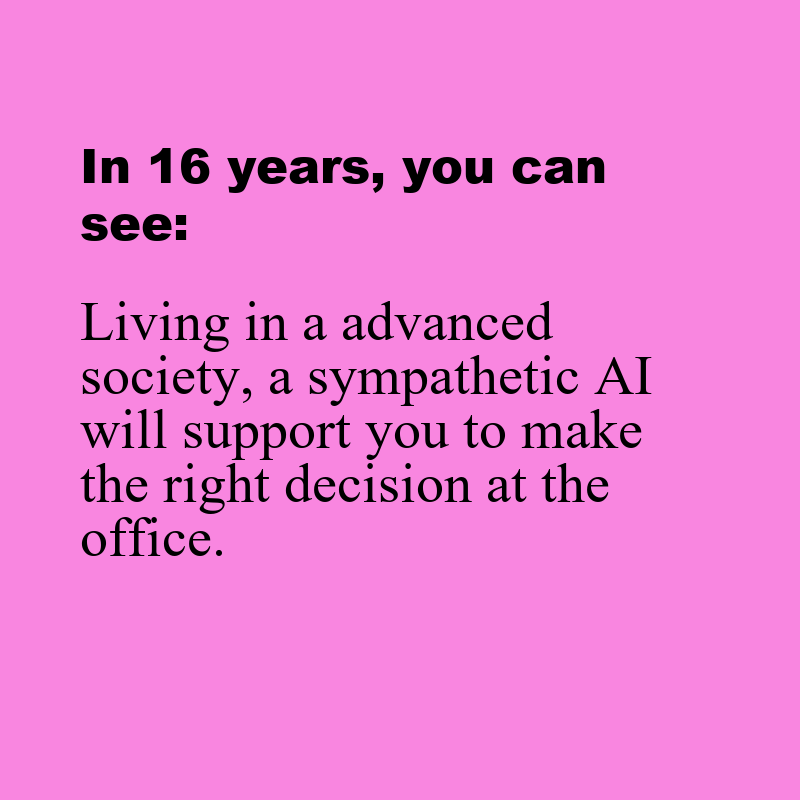 In 16 years, you can
see:
Living in a advanced
society, a sympathetic AI
will support you to make
the right decision at the
office.